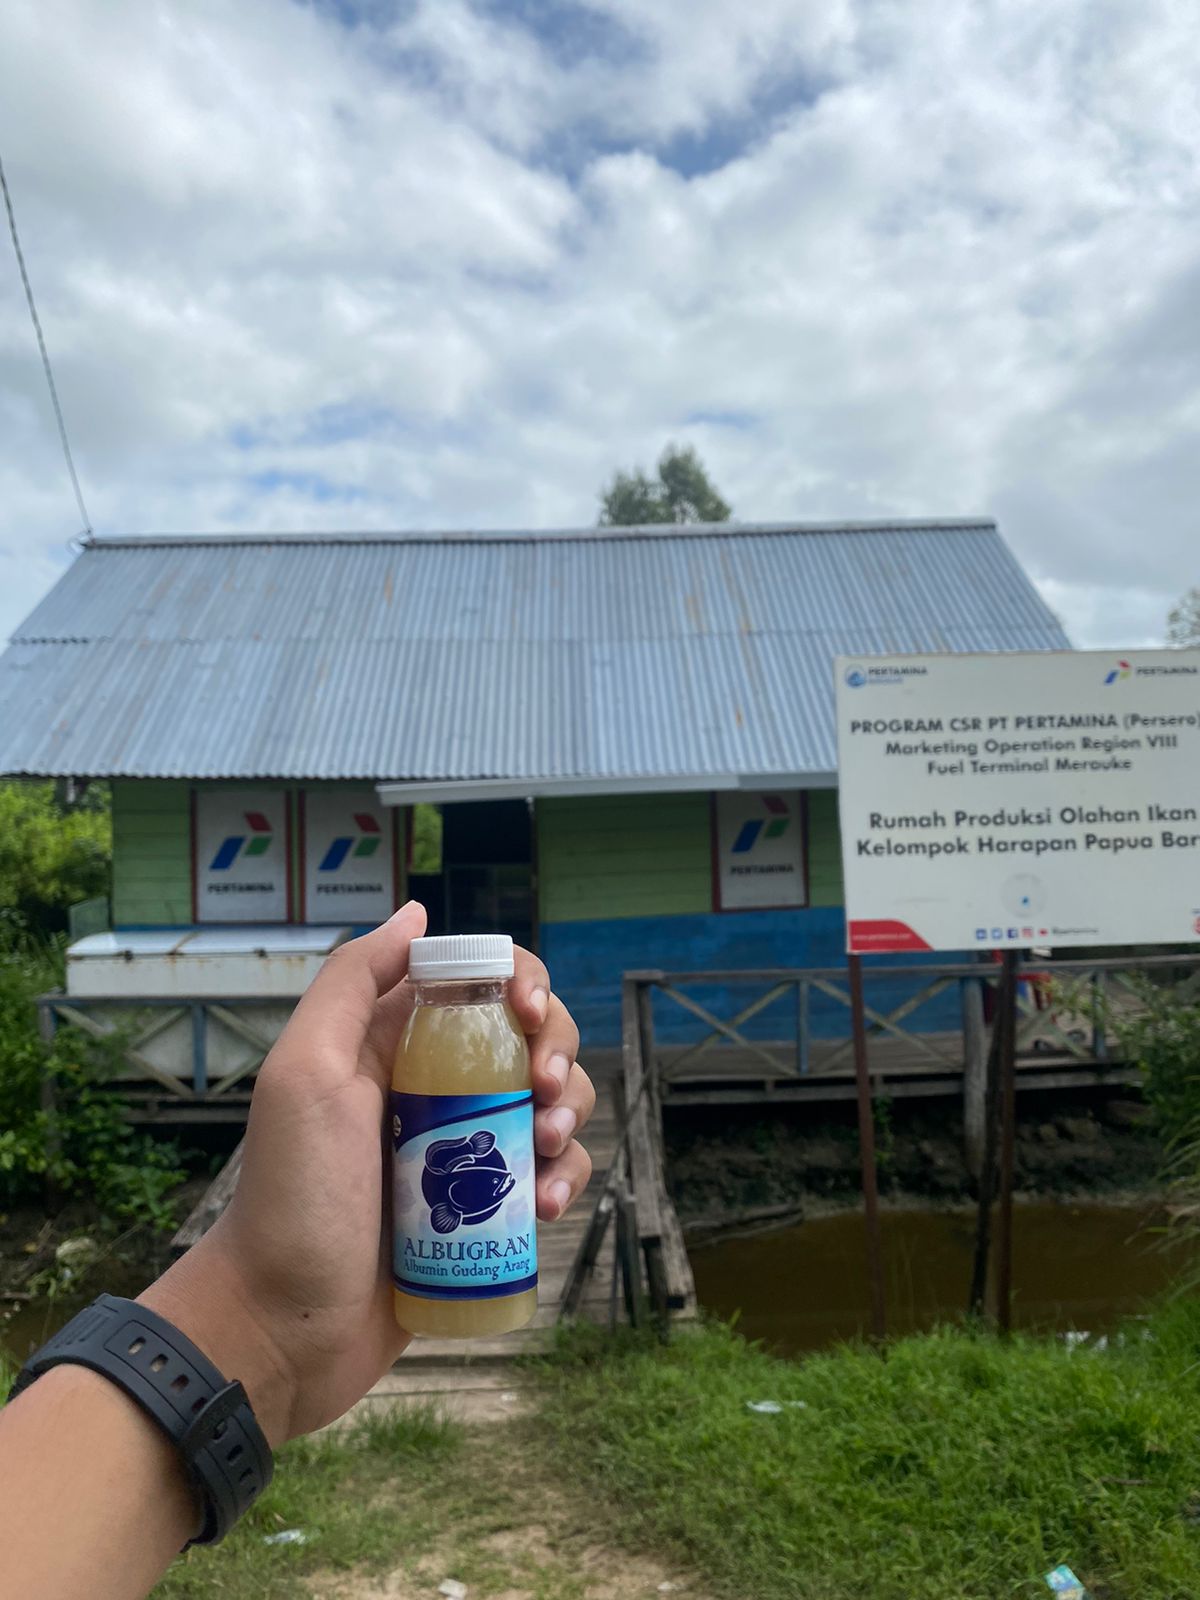 PERTAMINA
PERTAMINA
PROGRAM CSR PT PERTAMINA (Persero)
Marketing Operation Region VIII
Fuel Terminal Merauke
Rumah Produksi Olahan Ikan
Kelompok Harapan Papua Bar
PERTAMINA
PERTAMINA
PERTAMINA
ALBUGRAN
Albumin Gudang Arang